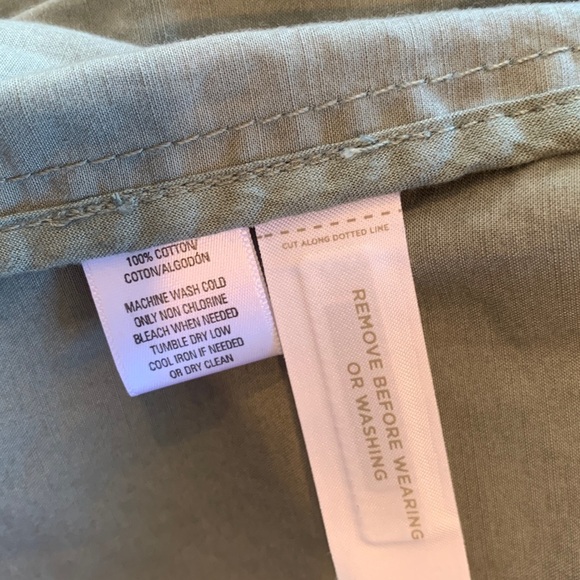 100% COTTON/
COTON/ALGODÓN
MACHINE WASH COLD
ONLY NON CHLORINE
BLEACH WHEN NEEDED
TUMBLE DRY LOW
COOL IRON IF NEEDED
OR DRY CLEAN
CUT ALONG DOTTED LINE
REMOVE BEFORE WEARING
OR WASHING